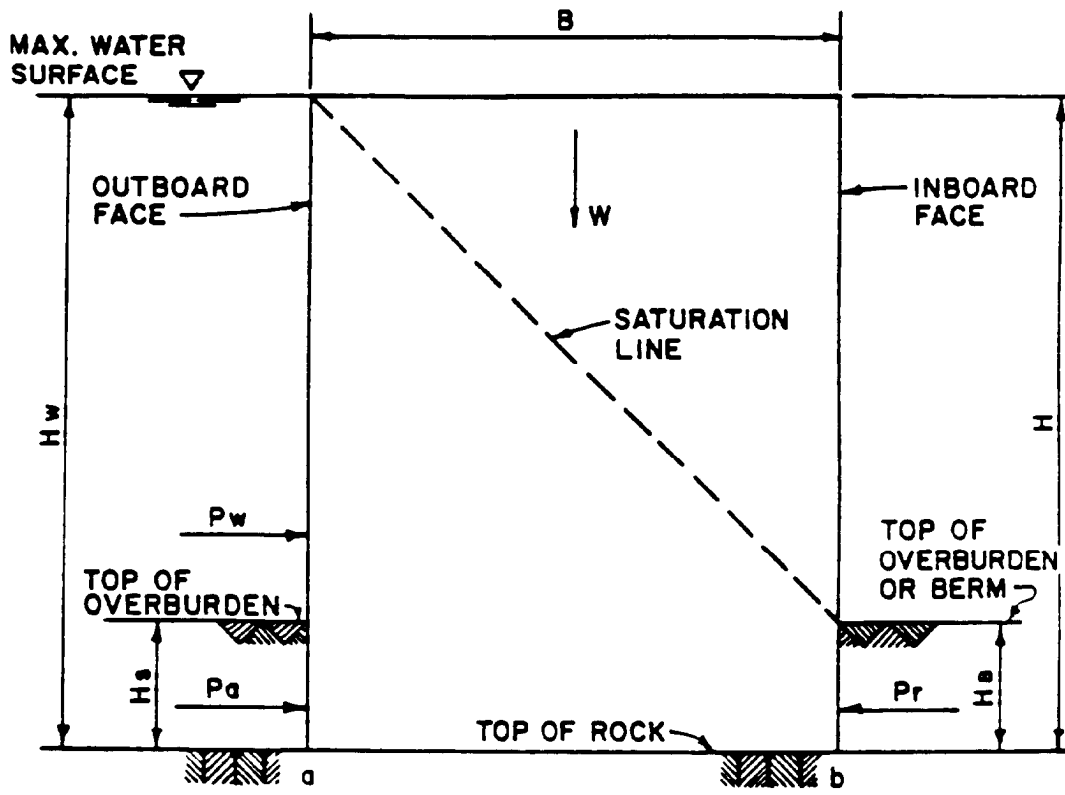 B
MAX. WATER
SURFACE
OUTBOARD
FACE
W
INBOARD
FACE
SATURATION
LINE
Hw
H
Pw
TOP OF
OVERBURDEN
TOP OF
OVERBURDEN
OR BERM
Hs
Pa
Pr
Hs
TOP OF ROCK
a
b